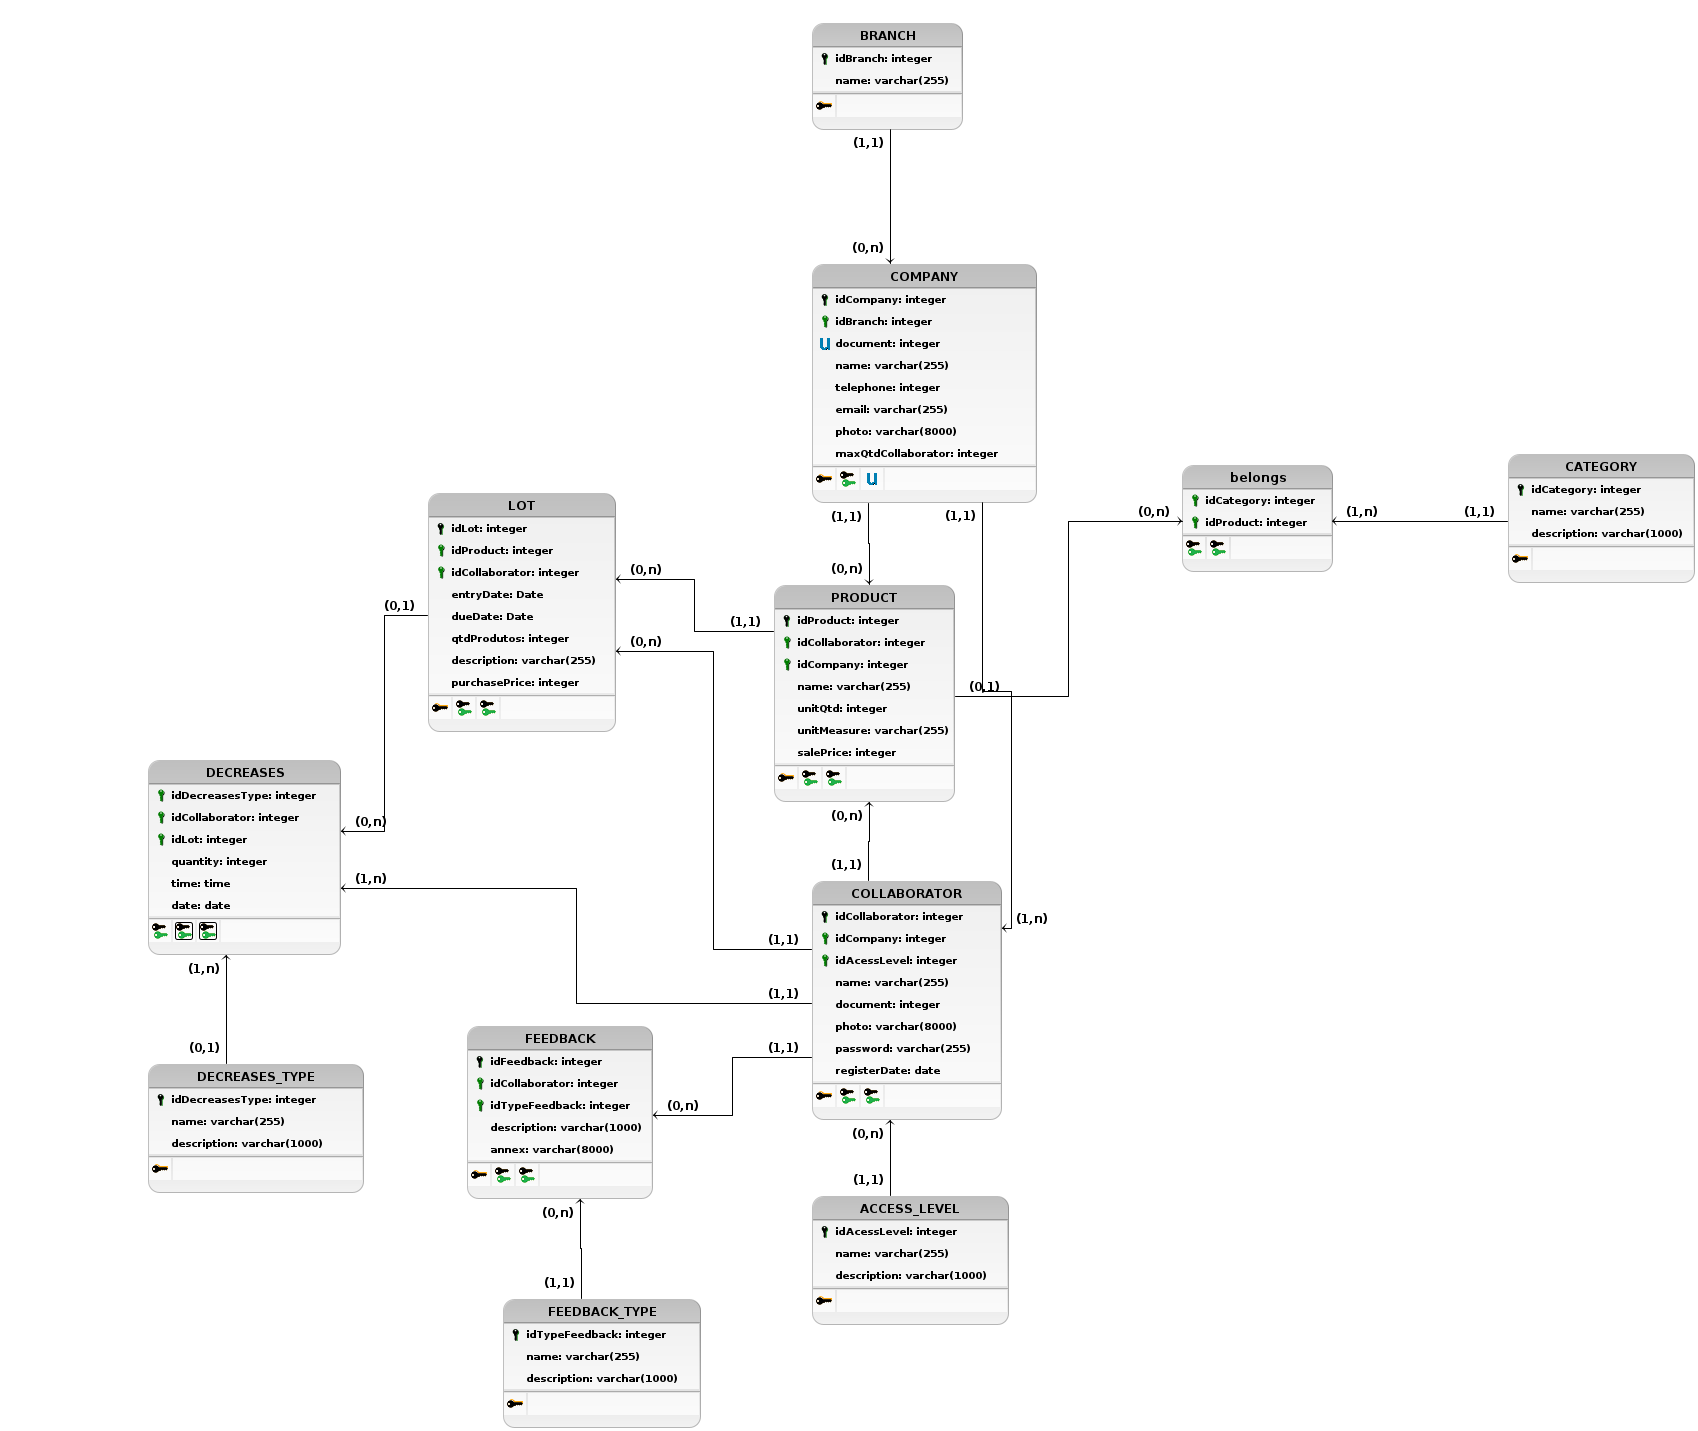 BRANCH
idBranch: integer
name: varchar(255)
(1,1)
(0,n)
COMPANY
idCompany: integer
idBranch: integer
u document: integer
name: varchar(255)
telephone: integer
email: varchar(255)
photo: varchar(8000)
maxQtdCollaborator: integer
u
(1,1)
(1,1)
(0,n)
belongs
idCategory: integer
idProduct: integer
(0,n)
(1,n)
(1,1)
CATEGORY
idCategory: integer
name: varchar(255)
description: varchar(1000)
LOT
idLot: integer
idProduct: integer
idCollaborator: integer
entryDate: Date
dueDate: Date
qtdProdutos: integer
description: varchar(255)
purchasePrice: integer
(0,n)
(1,1)
(0,n)
(0,1)
PRODUCT
idProduct: integer
idCollaborator: integer
idCompany: integer
name: varchar(255)
unitQtd: integer
unitMeasure: varchar(255)
salePrice: integer
(0,1)
(0,n)
(1,1)
DECREASES
idDecreasesType: integer
idCollaborator: integer
idLot: integer
quantity: integer
time: time
date: date
(0,n)
(1,n)
(1,n)
(0,1)
COLLABORATOR
idCollaborator: integer
idCompany: integer
idAcessLevel: integer
name: varchar(255)
document: integer
photo: varchar(8000)
password: varchar(255)
registerDate: date
(1,n)
(1,1)
(1,1)
(1,1)
(0,n)
(0,n)
(1,1)
DECREASES_TYPE
idDecreasesType: integer
name: varchar(255)
description: varchar(1000)
FEEDBACK
idFeedback: integer
idCollaborator: integer
idTypeFeedback: integer
description: varchar(1000)
annex: varchar(8000)
(0,n)
(1,1)
ACCESS_LEVEL
idAcessLevel: integer
name: varchar(255)
description: varchar(1000)
FEEDBACK_TYPE
idTypeFeedback: integer
name: varchar(255)
description: varchar(1000)